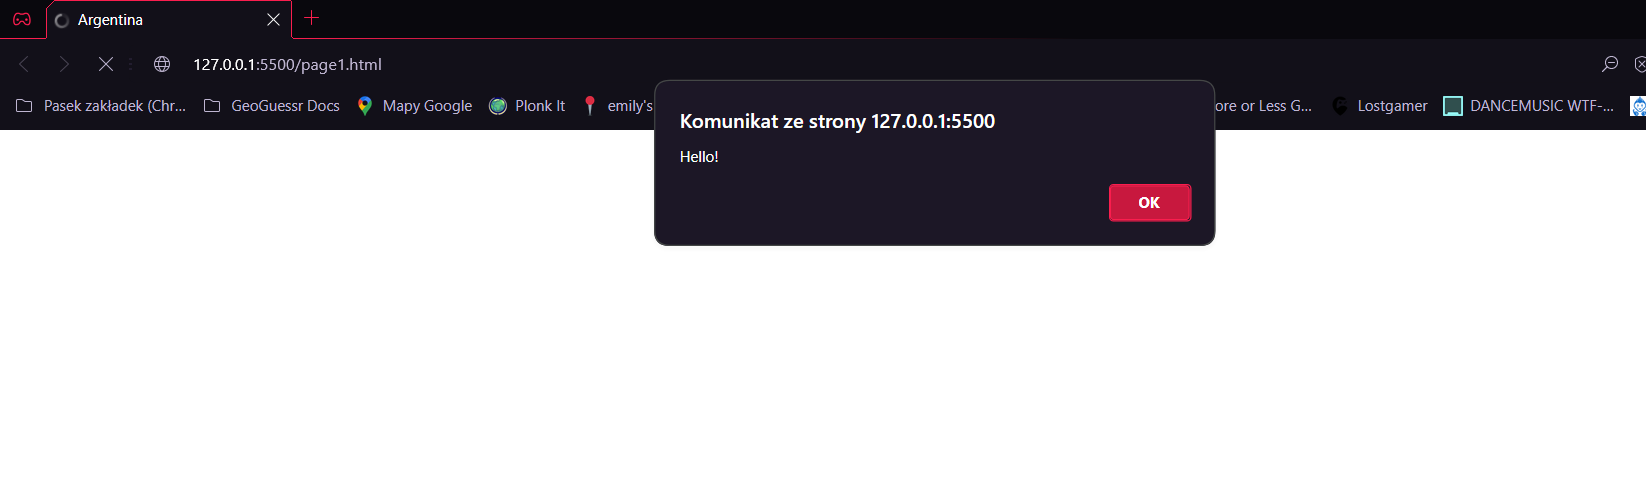 Argentina
127.0.0.1:5500/page1.html
Pasek zakładek (Chr... GeoGuessr Docs Mapy Google Plonk It emily's ore or Less G... Lostgamer DANCEMUSIC WTF-...
Komunikat ze strony 127.0.0.1:5500
Hello!
OK